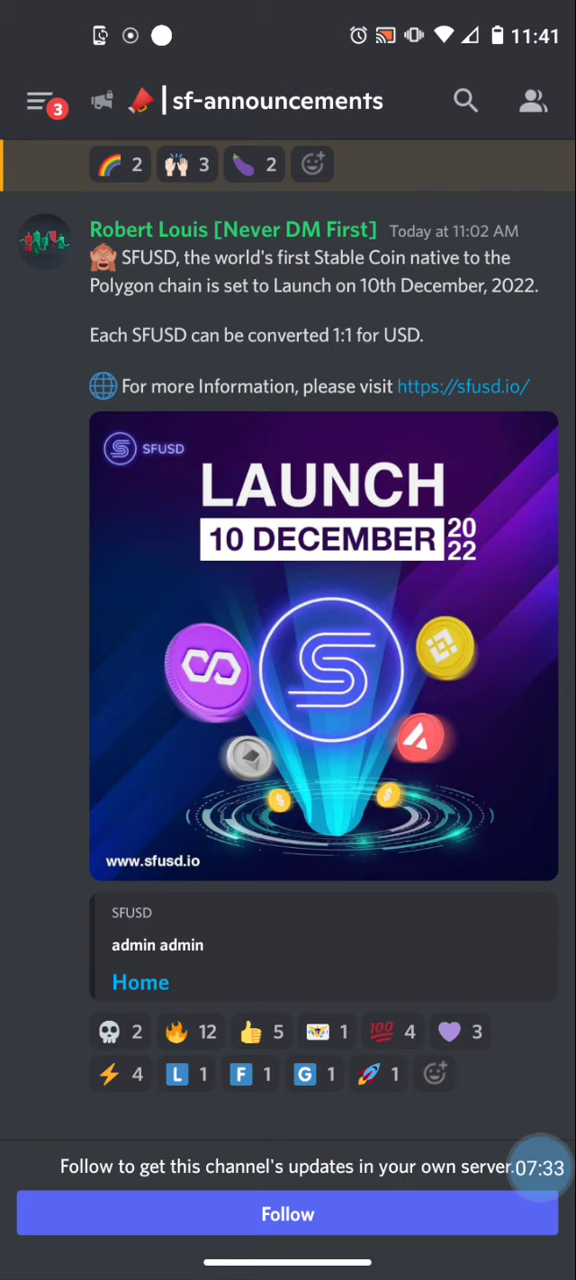 11:41
3
sf-announcements
2 3 2
Robert Louis [Never DM First] Today at 11:02 AM
SFUSD, the world's first Stable Coin native to the
Polygon chain is set to Launch on 10th December, 2022.
Each SFUSD can be converted 1:1 for USD.
For more Information, please visit https://sfusd.io/
SFUSD
LAUNCH
10 DECEMBER 20
22
www.sfusd.io
SFUSD
admin admin
Home
2 12 5 1 100 4 3
4 L 1 F 1 G 1 1
Follow to get this channel's updates in your own server.
07:33
Follow